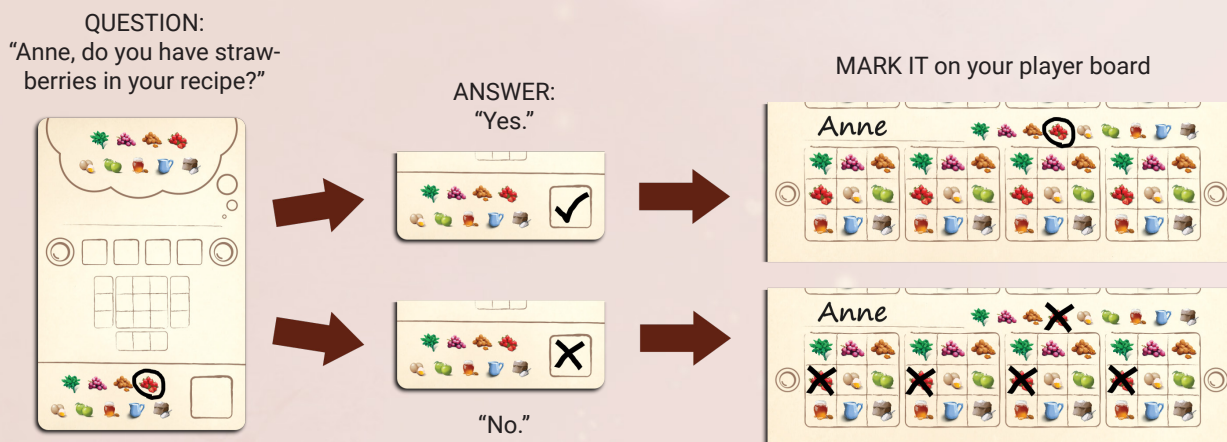 QUESTION:
“Anne, do you have straw-
berries in your recipe?”
ANSWER:
“Yes.”
MARK IT on your player board
Anne
Anne
“No.”